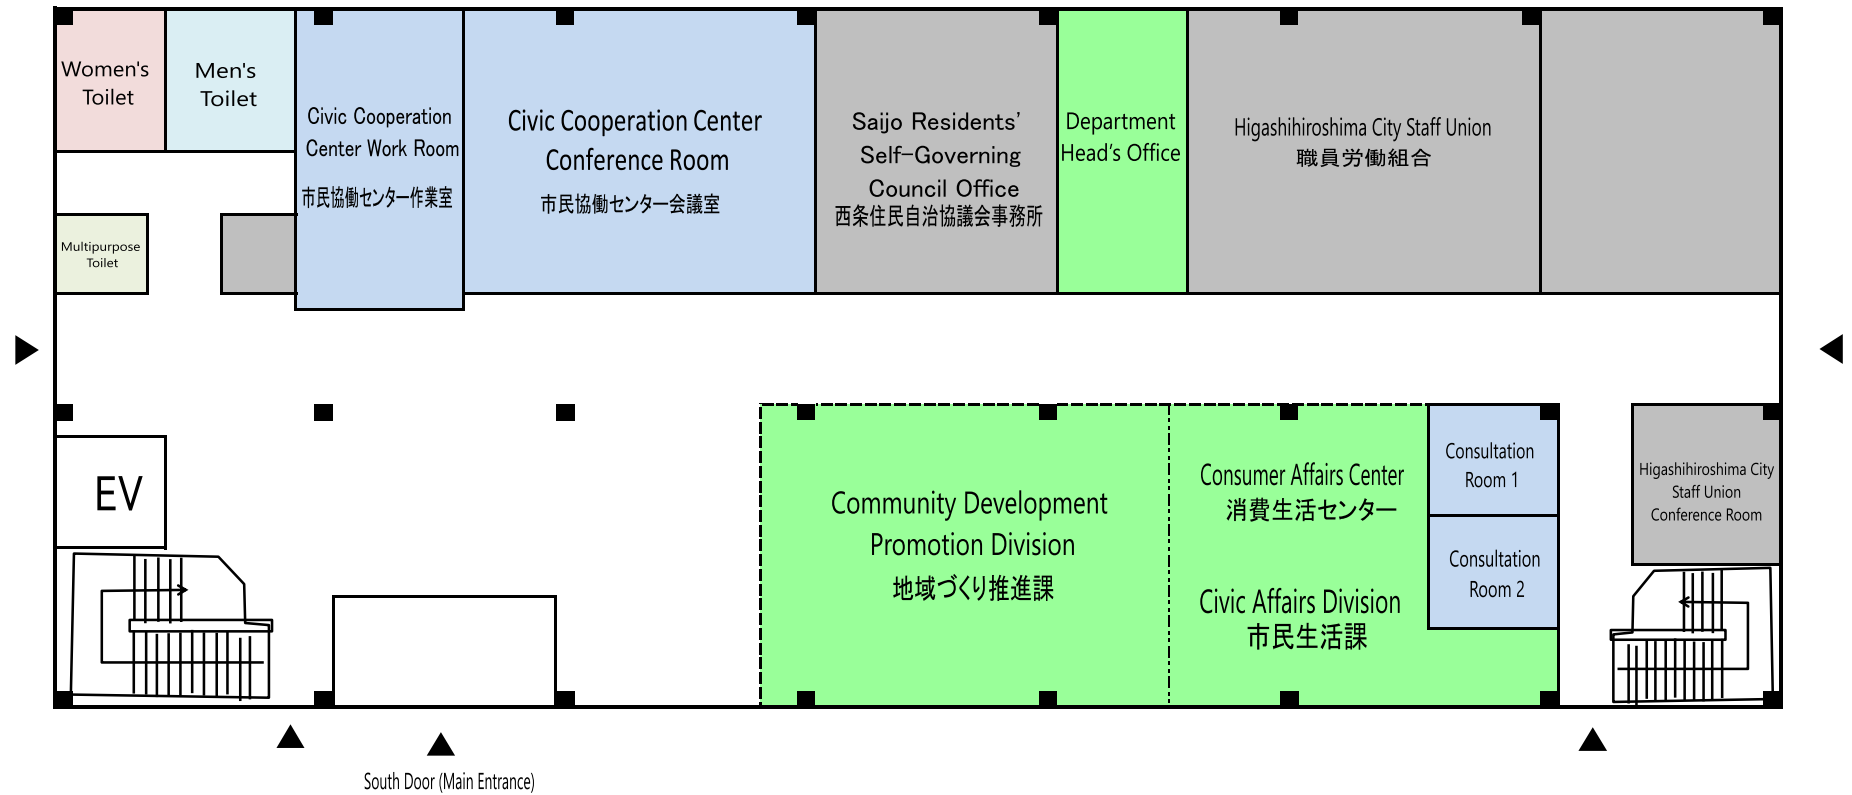 Women's
Toilet
Men's
Toilet
Civic Cooperation
Center Work Room
市民協働センター作業室
Civic Cooperation Center
Conference Room
市民協働センター会議室
Saijo Residents'
Self-Governing
Council Office
西条住民自治協議会事務所
Department
Head's Office
Higashihiroshima City Staff Union
職員労働組合
Multipurpose
Toilet
EV
Community Development
Promotion Division
地域づくり推進課
Consumer Affairs Center
消費生活センター
Civic Affairs Division
市民生活課
Consultation
Room 1
Consultation
Room 2
Higashihiroshima City
Staff Union
Conference Room
South Door (Main Entrance)